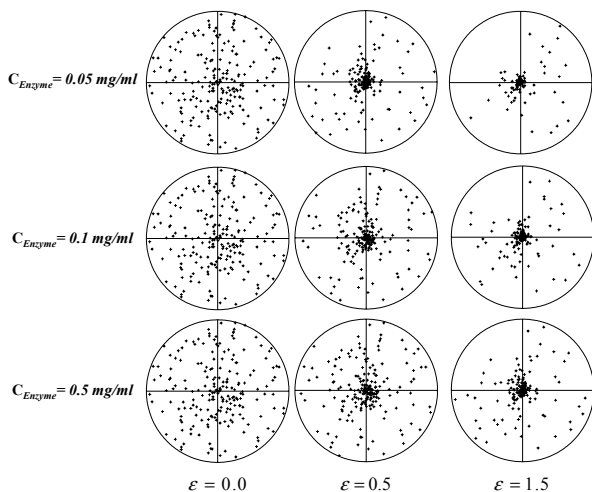 C_Enzyme = 0.05 mg/ml
C_Enzyme = 0.1 mg/ml
C_Enzyme = 0.5 mg/ml
ε = 0.0 ε = 0.5 ε = 1.5